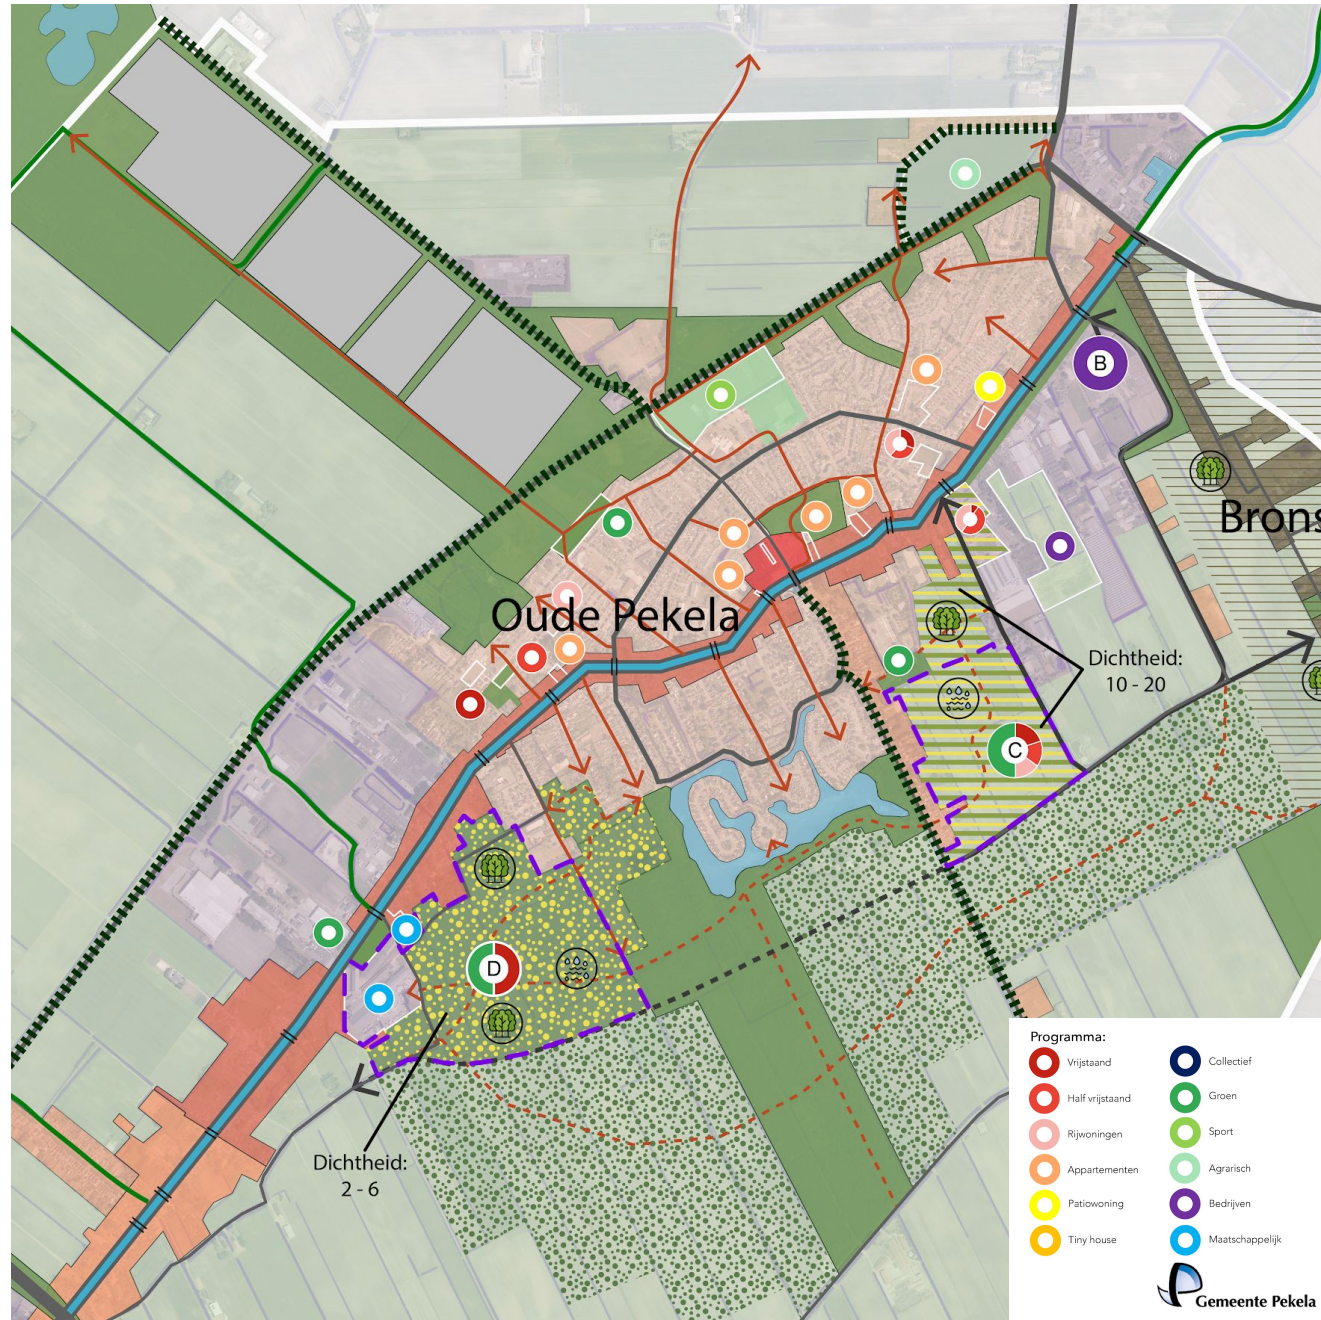 B
Brons
Oude Pekela
Dichtheid:
10 - 20
C
D
Dichtheid:
2 - 6
Programma:
Vrijstaand
Half vrijstaand
Rijwoningen
Appartementen
Patiowoning
Tiny house
Collectief
Groen
Sport
Agrarisch
Bedrijven
Maatschappelijk
Gemeente Pekela